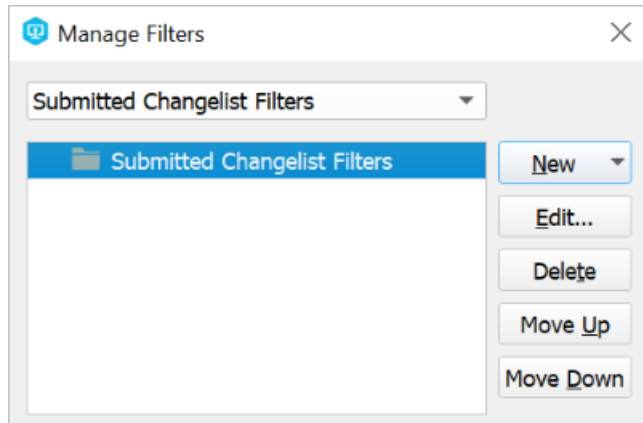 Manage Filters
Submitted Changelist Filters
Submitted Changelist Filters
New
Edit...
Delete
Move Up
Move Down